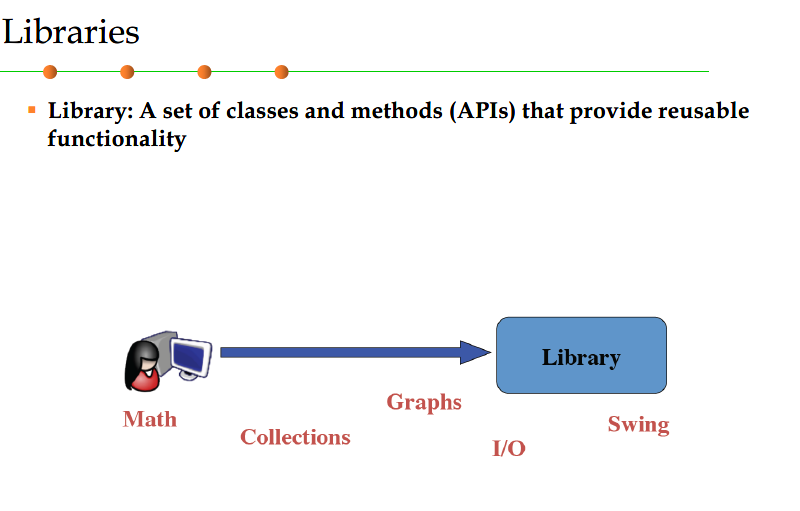 Libraries
Library: A set of classes and methods (APIs) that provide reusable
functionality
Library
Graphs
Math
Swing
Collections
I/O